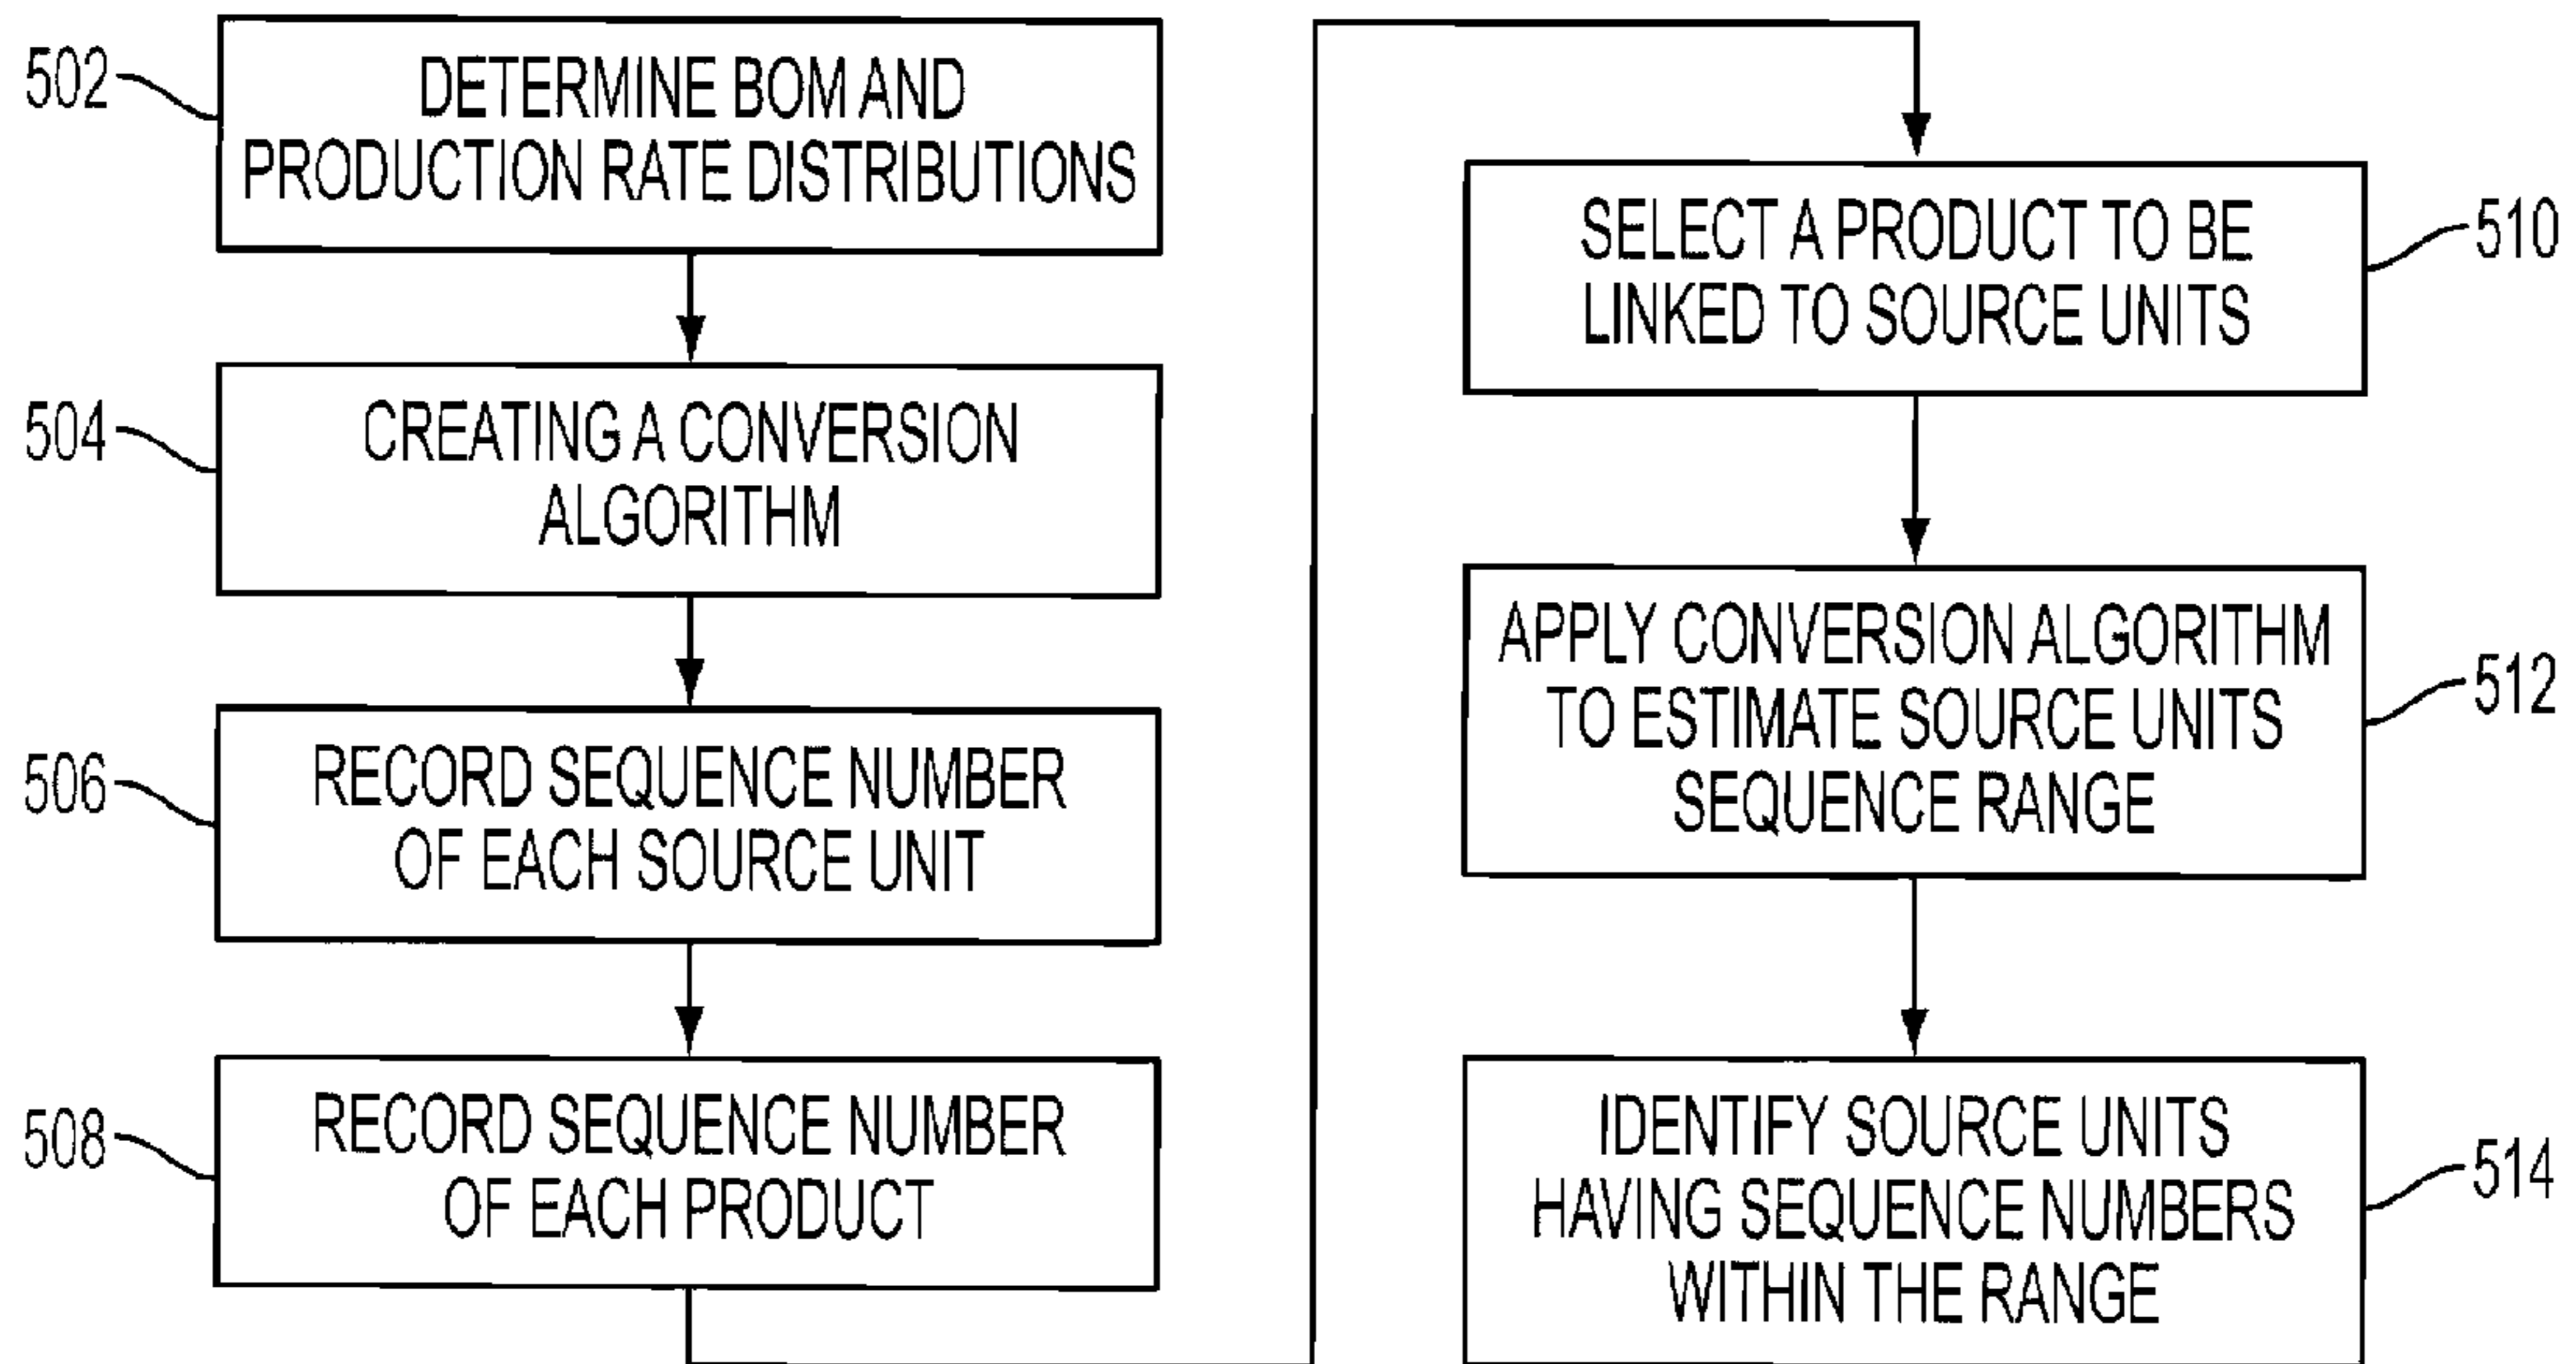 502
DETERMINE BOM AND
PRODUCTION RATE DISTRIBUTIONS
504
CREATING A CONVERSION
ALGORITHM
506
RECORD SEQUENCE NUMBER
OF EACH SOURCE UNIT
508
RECORD SEQUENCE NUMBER
OF EACH PRODUCT
SELECT A PRODUCT TO BE
LINKED TO SOURCE UNITS
510
APPLY CONVERSION ALGORITHM
TO ESTIMATE SOURCE UNITS
SEQUENCE RANGE
512
IDENTIFY SOURCE UNITS
HAVING SEQUENCE NUMBERS
WITHIN THE RANGE
514